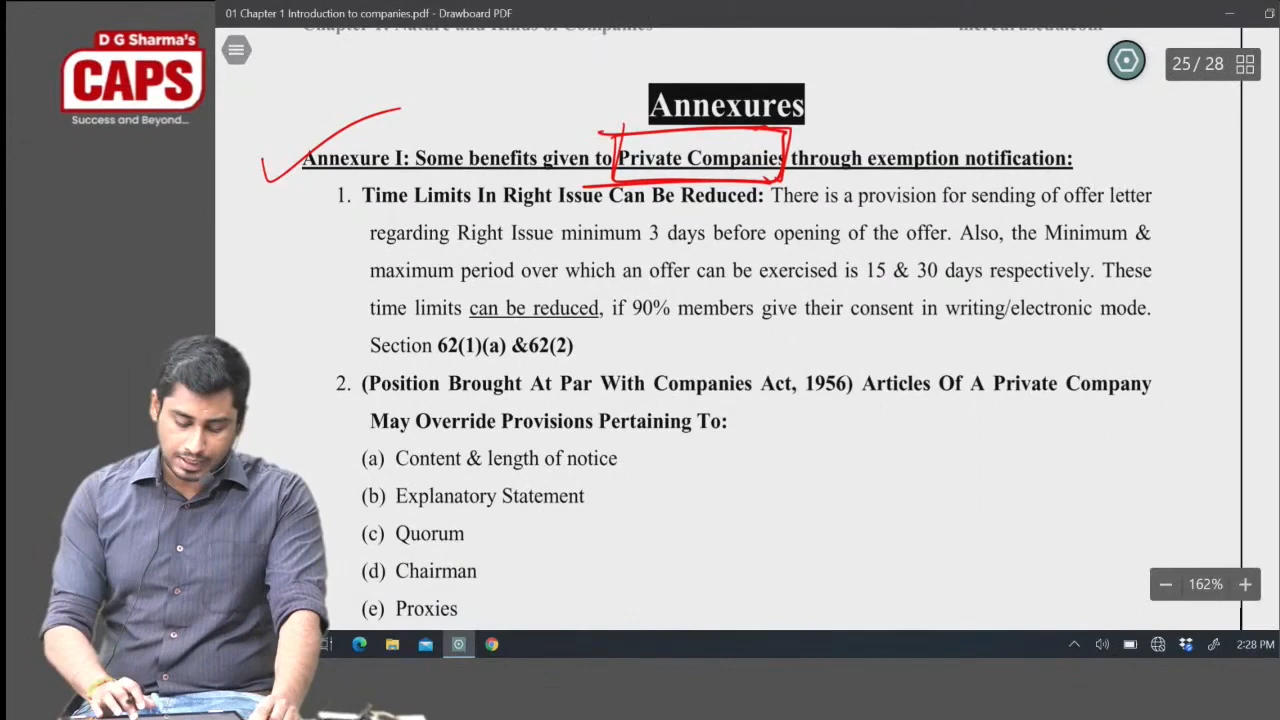 01 Chapter 1 Introduction to companies.pdf - Drawboard PDF
D G Sharma's
CAPS
Success and Beyond...
25 / 28
Annexures
Annexure I: Some benefits given to Private Companies through exemption notification:
1. Time Limits In Right Issue Can Be Reduced: There is a provision for sending of offer letter
regarding Right Issue minimum 3 days before opening of the offer. Also, the Minimum &
maximum period over which an offer can be exercised is 15 & 30 days respectively. These
time limits can be reduced, if 90% members give their consent in writing/electronic mode.
Section 62(1)(a) &62(2)
2. (Position Brought At Par With Companies Act, 1956) Articles Of A Private Company
May Override Provisions Pertaining To:
(a) Content & length of notice
(b) Explanatory Statement
(c) Quorum
(d) Chairman
(e) Proxies
162%
2:28 PM